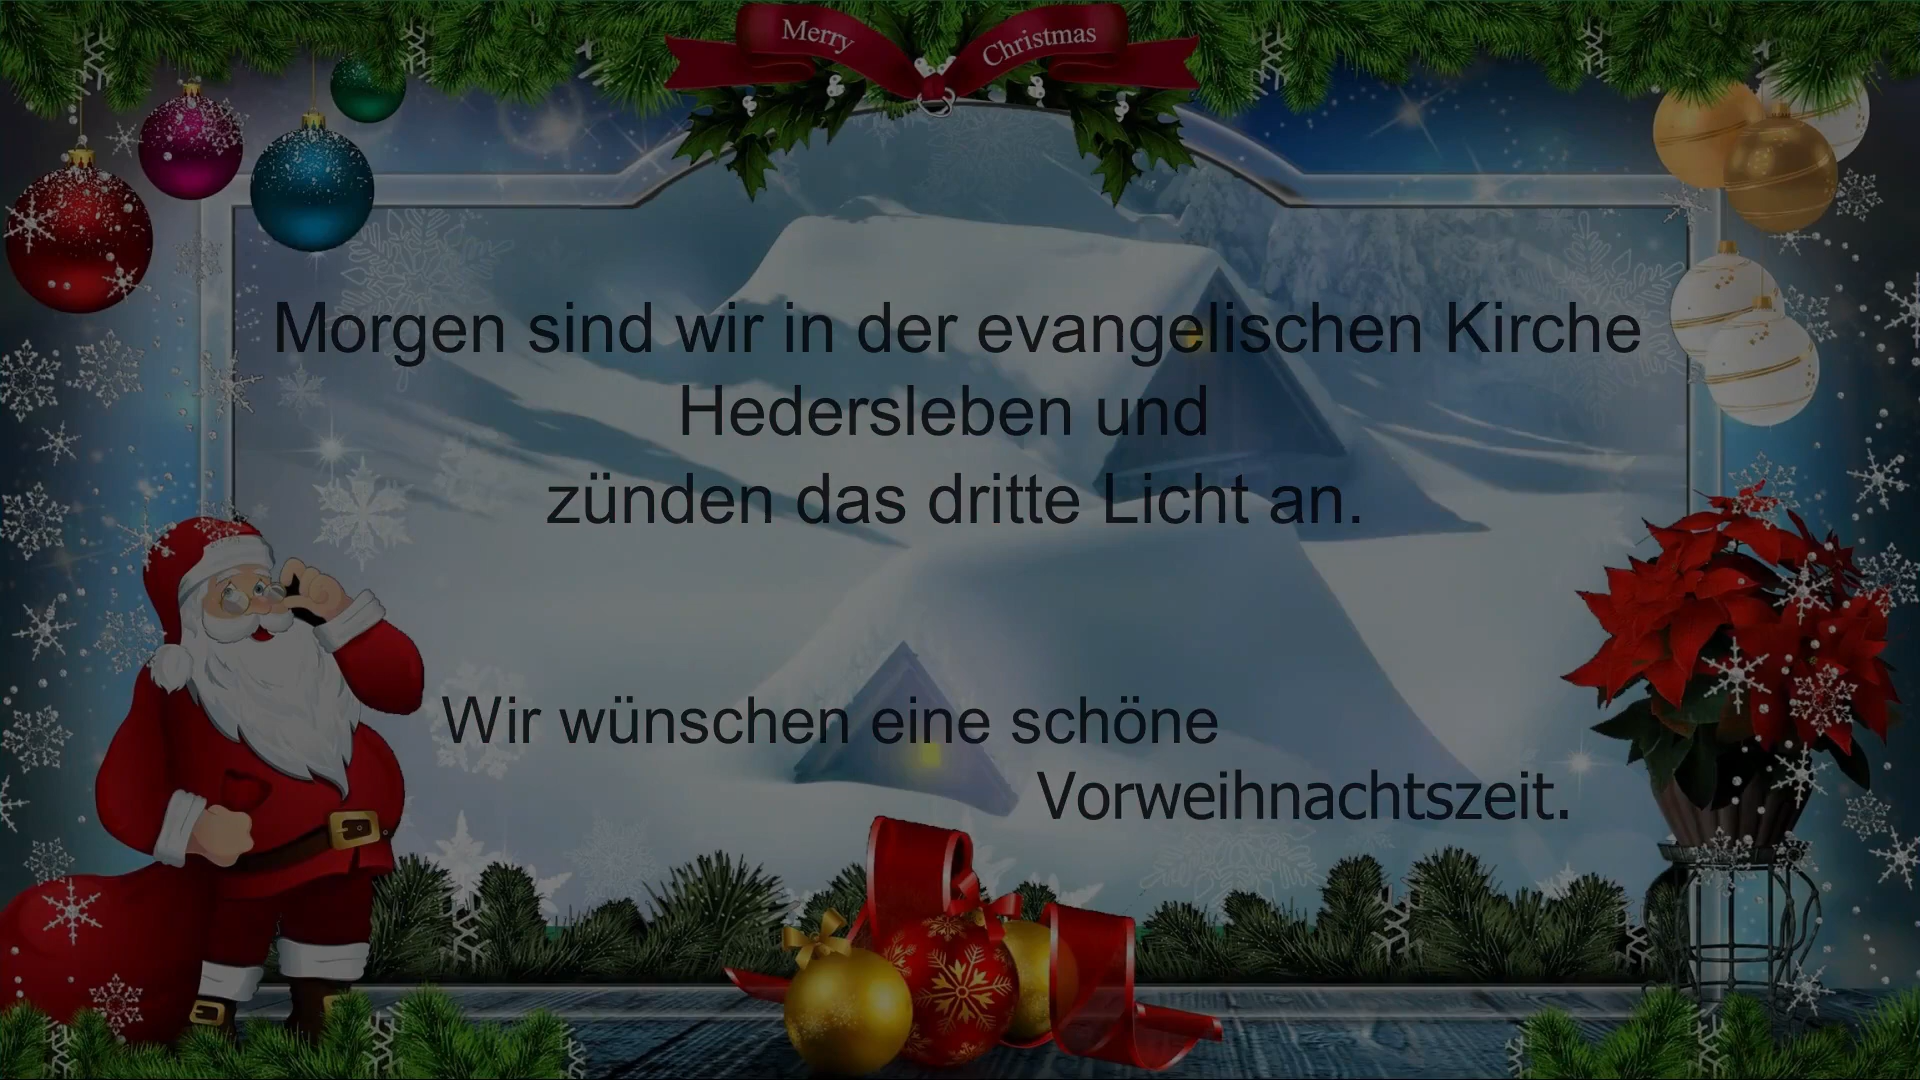 Merry Christmas
Morgen sind wir in der evangelischen Kirche
Hedersleben und
zünden das dritte Licht an.
Wir wünschen eine schöne
Vorweihnachtszeit.